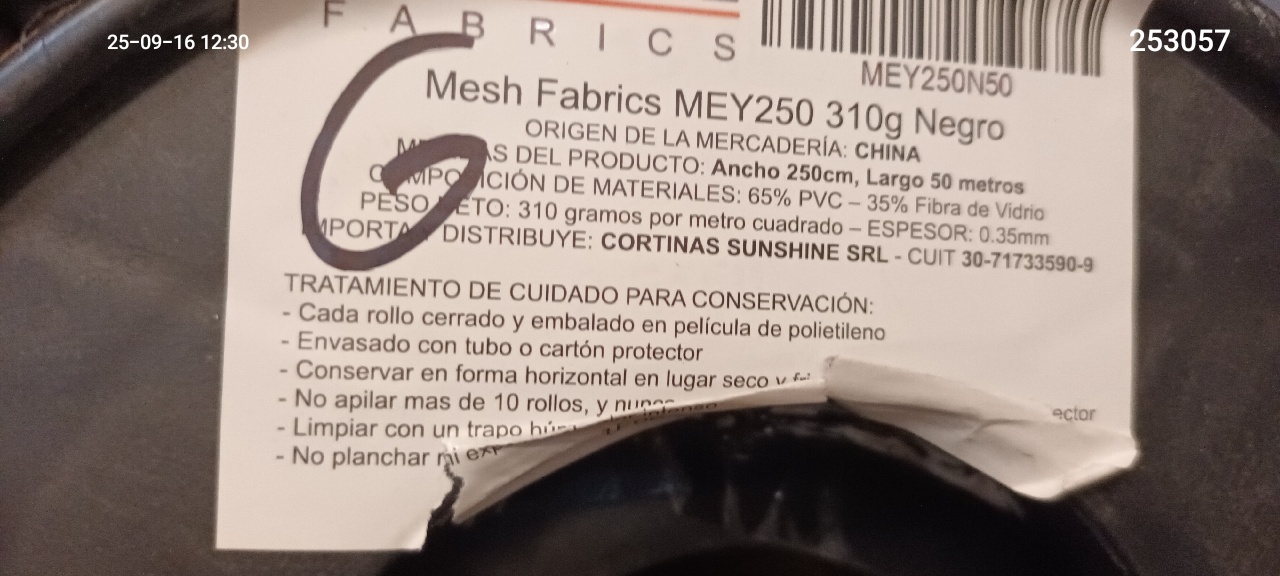 25-09-16 12:30
253057
FABRICS
MEY250N50
Mesh Fabrics MEY250 310g Negro
ORIGEN DE LA MERCADERÍA: CHINA
DEL PRODUCTO: Ancho 250cm, Largo 50 metros
DE MATERIALES: 65% PVC – 35% Fibra de Vidrio
PESO NETO: 310 gramos por metro cuadrado – ESPESOR: 0.35mm
DISTRIBUYE: CORTINAS SUNSHINE SRL - CUIT 30-71733590-9
TRATAMIENTO DE CUIDADO PARA CONSERVACIÓN:
- Cada rollo cerrado y embalado en película de polietileno
- Envasado con tubo o cartón protector
- Conservar en forma horizontal en lugar seco y
- No apilar mas de 10 rollos, y
ector
- Limpiar con un trapo
- No planchar